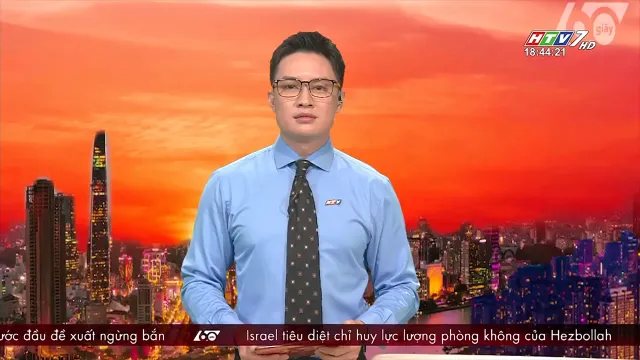 60 giây
HTV7 HD
18:44:21
HTV
ước đầu đề xuất ngừng bắn 60 Israel tiêu diệt chỉ huy lực lượng phòng không của Hezbollah